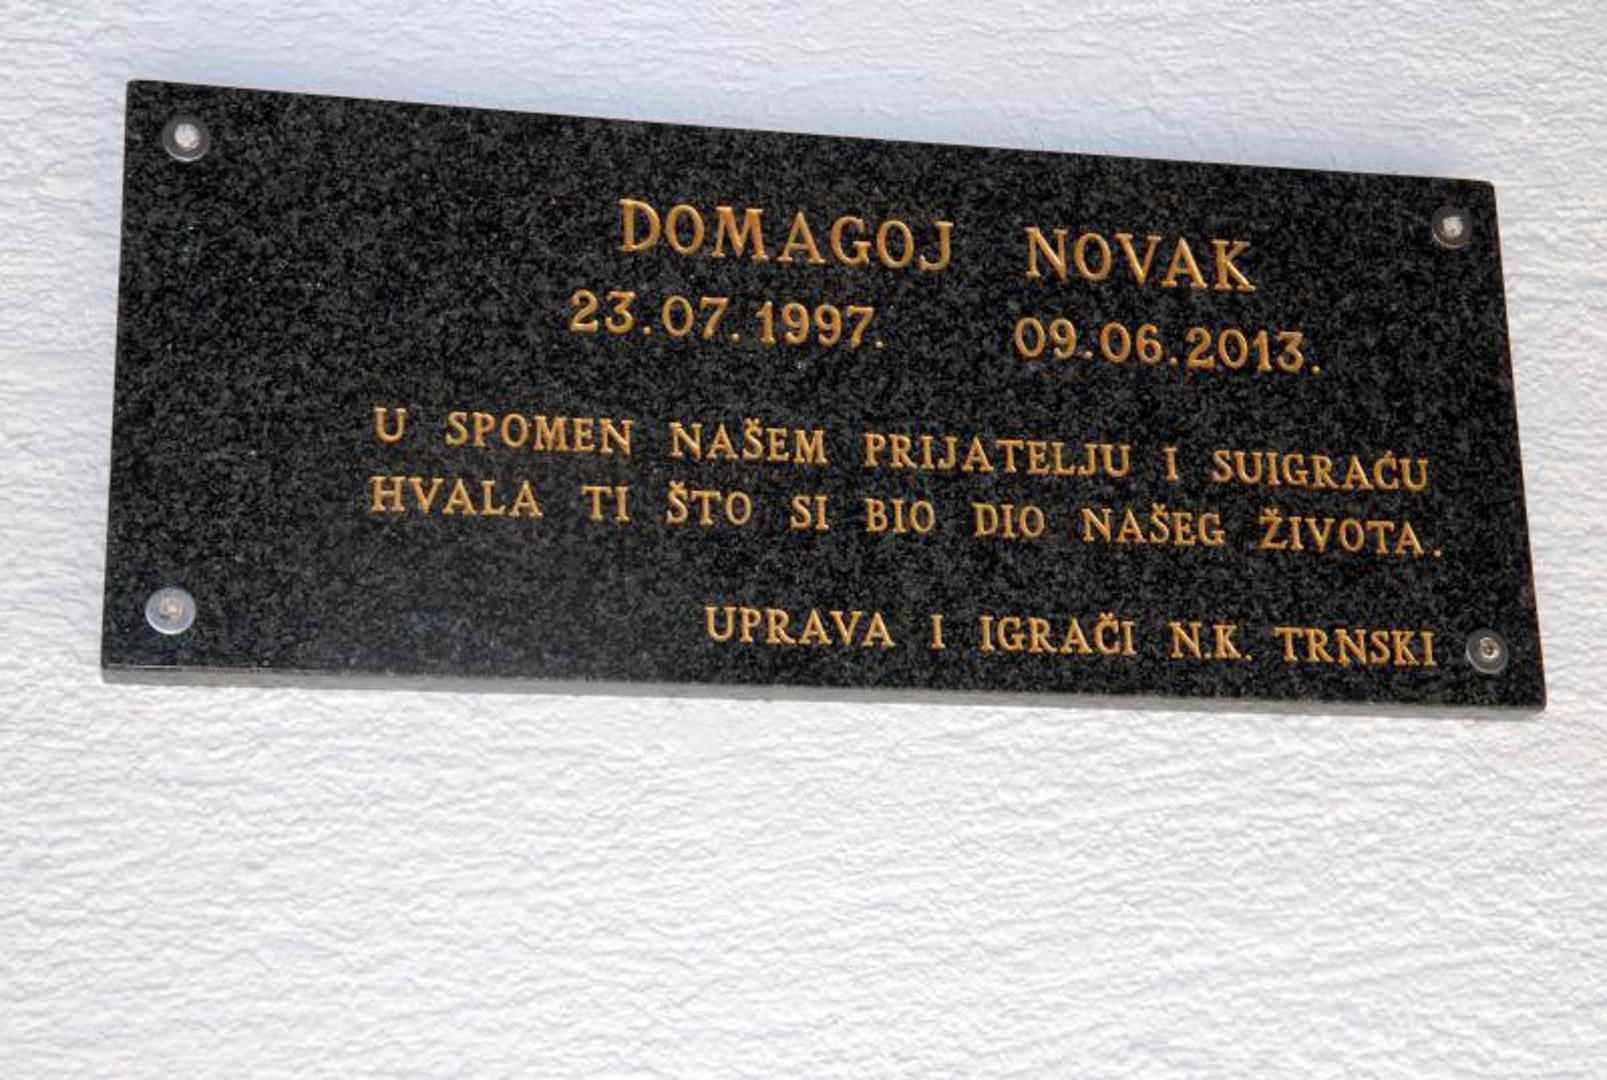 DOMAGOJ NOVAK
23.07.1997. 09.06.2013.
U SPOMEN NAŠEM PRIJATELJU I SUIGRAĆU
HVALA TI ŠTO SI BIO DIO NAŠEG ŽIVOTA.
UPRAVA I IGRAČI N.K. TRNSKI